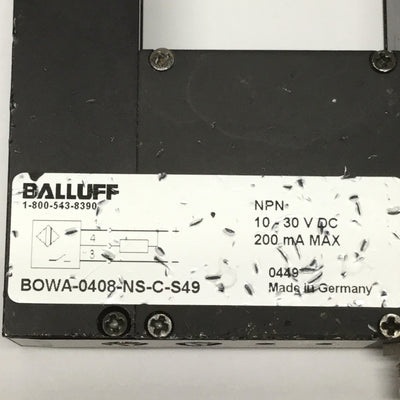 BALLUFF
1-800-543-8390
NPN
10 - 30 V DC
200 mA MAX
4
3
0449
BOWA-0408-NS-C-S49
Made in Germany